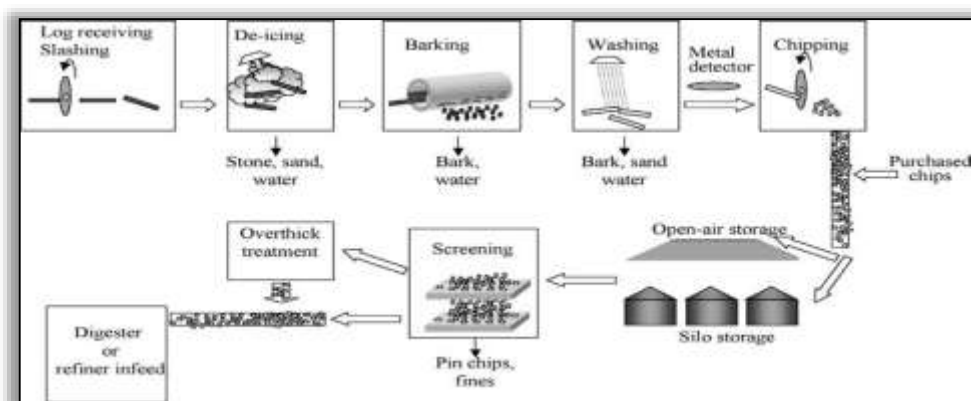 Log receiving
Slashing
De-icing
Barking
Washing
Metal
detector
Chipping
Stone, sand,
water
Bark,
water
Bark, sand
water
Purchased
chips
Open-air storage
Silo storage
Screening
Overthick
treatment
Pin chips,
fines
Digester
or
refiner infeed